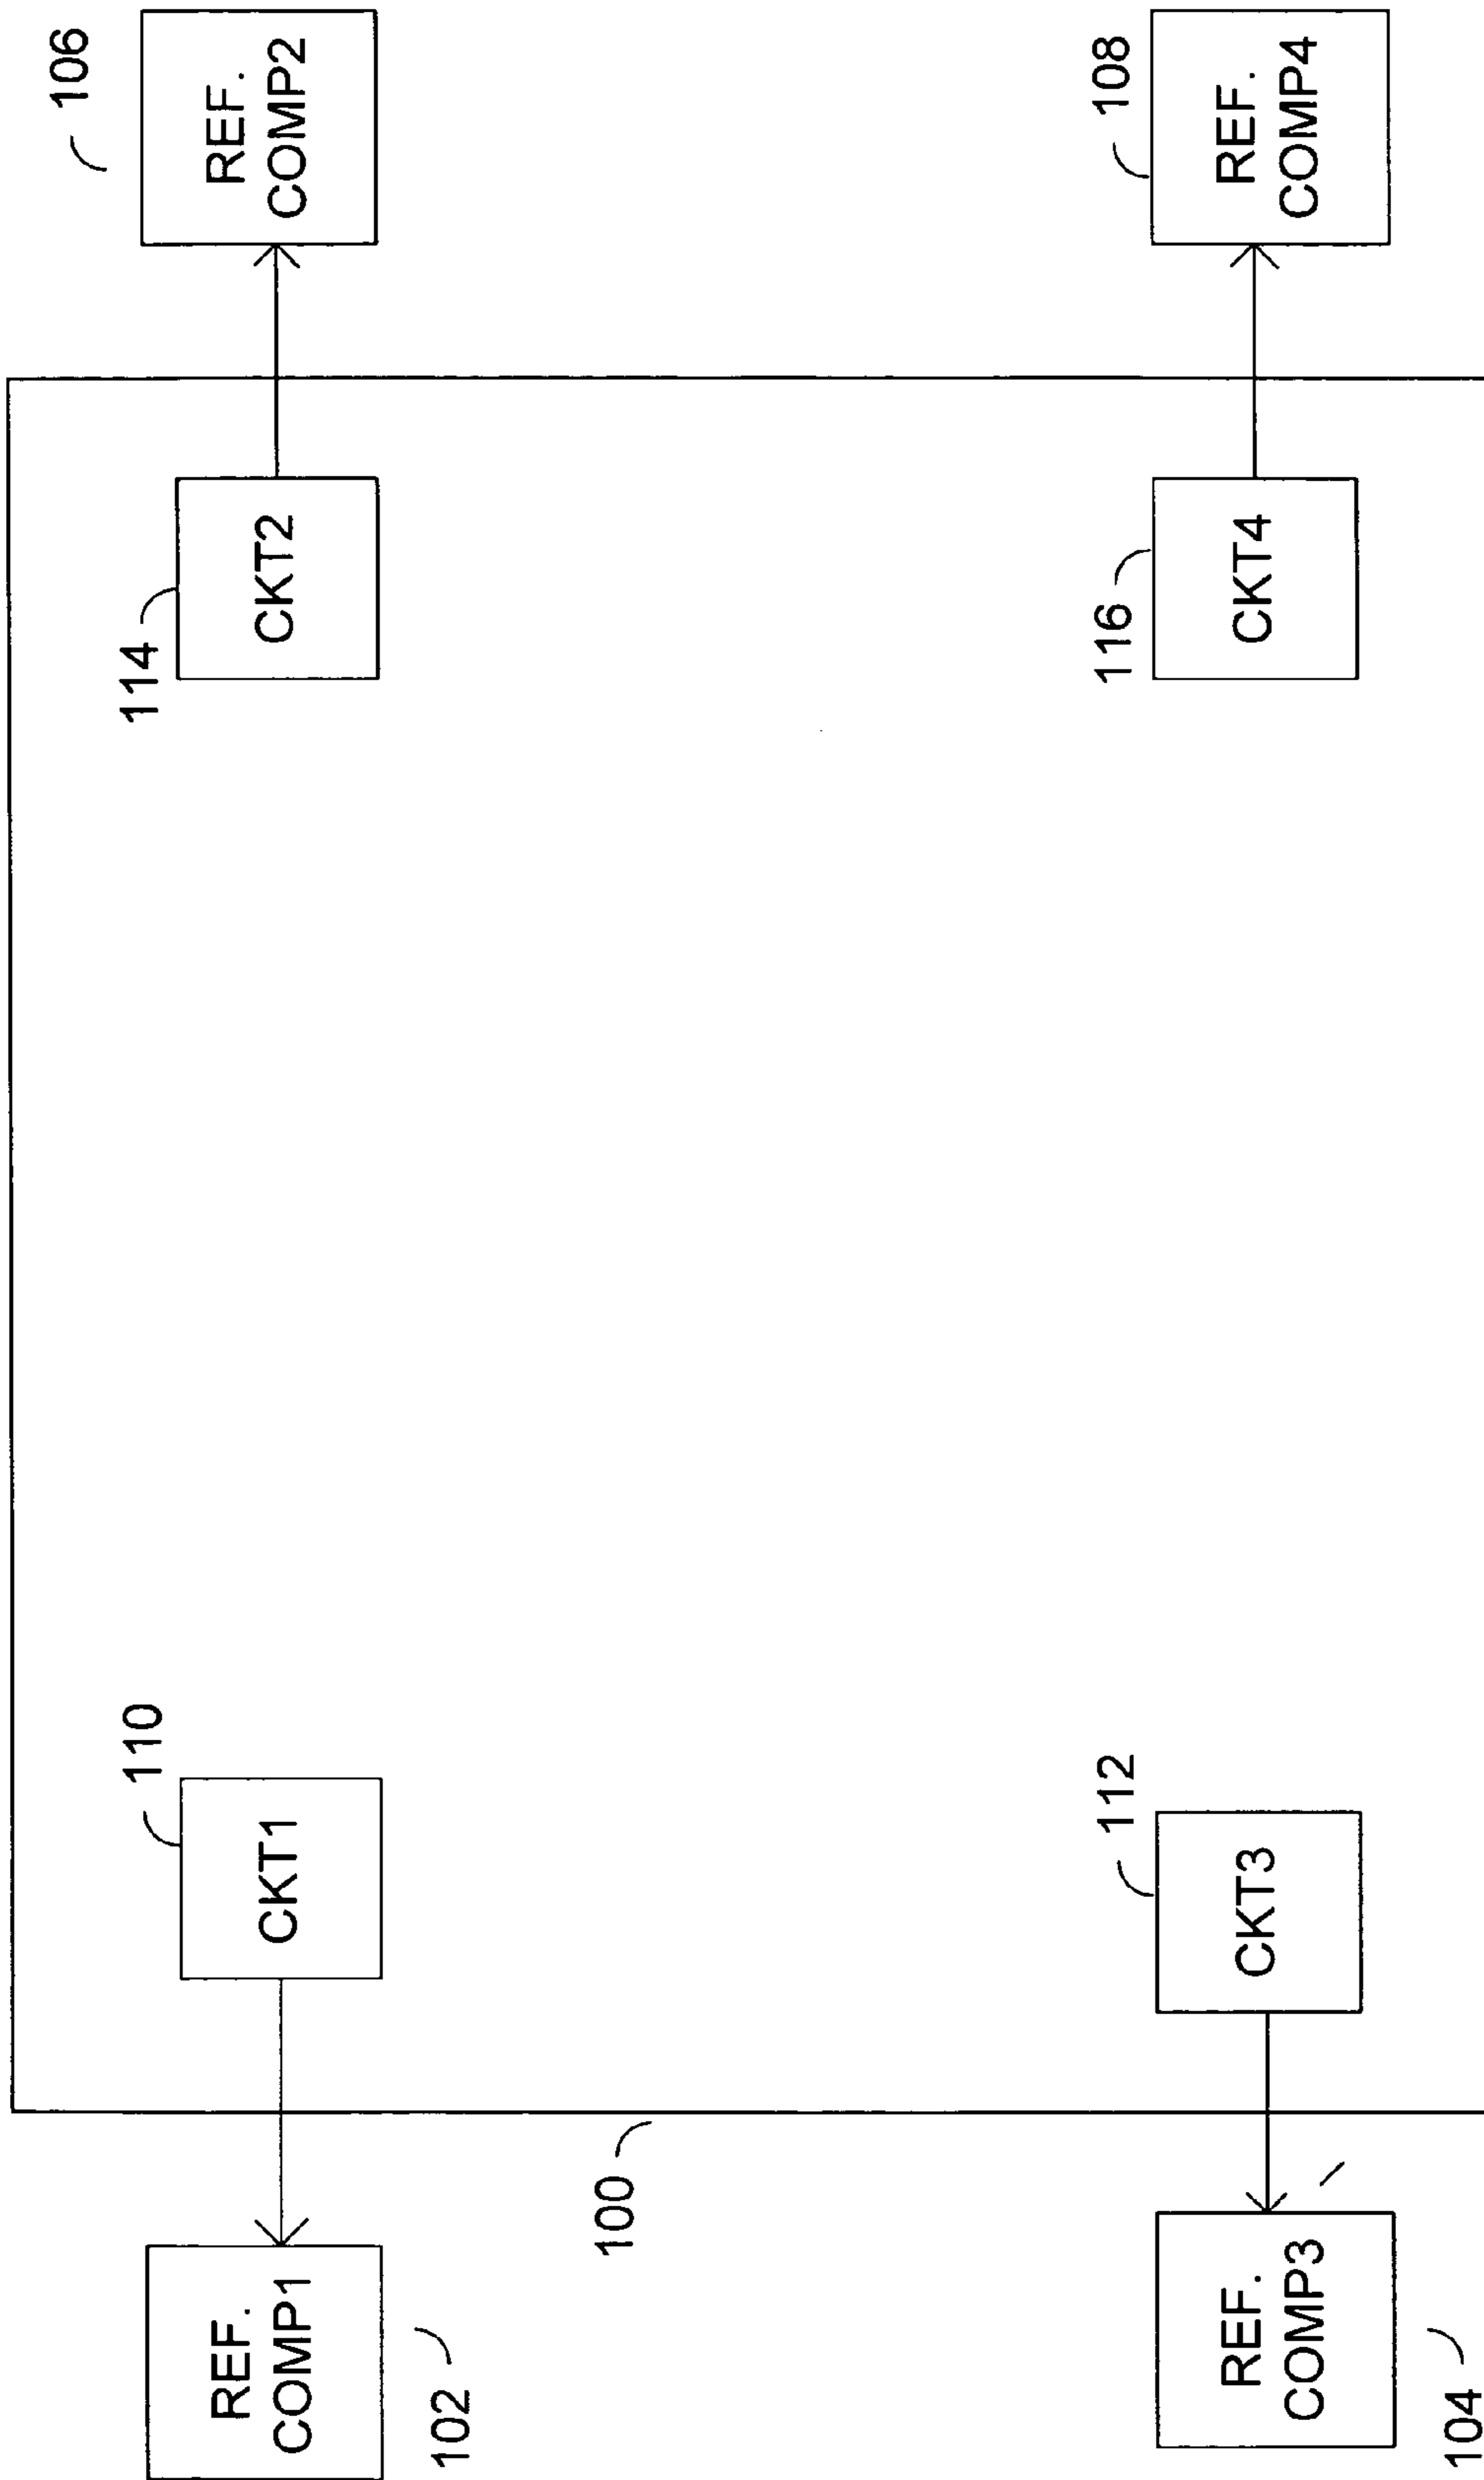 REF.
COMP1
102
110
CKT1
114
CKT2
106
REF.
COMP2
100
REF.
COMP3
104
112
CKT3
116
CKT4
108
REF.
COMP4